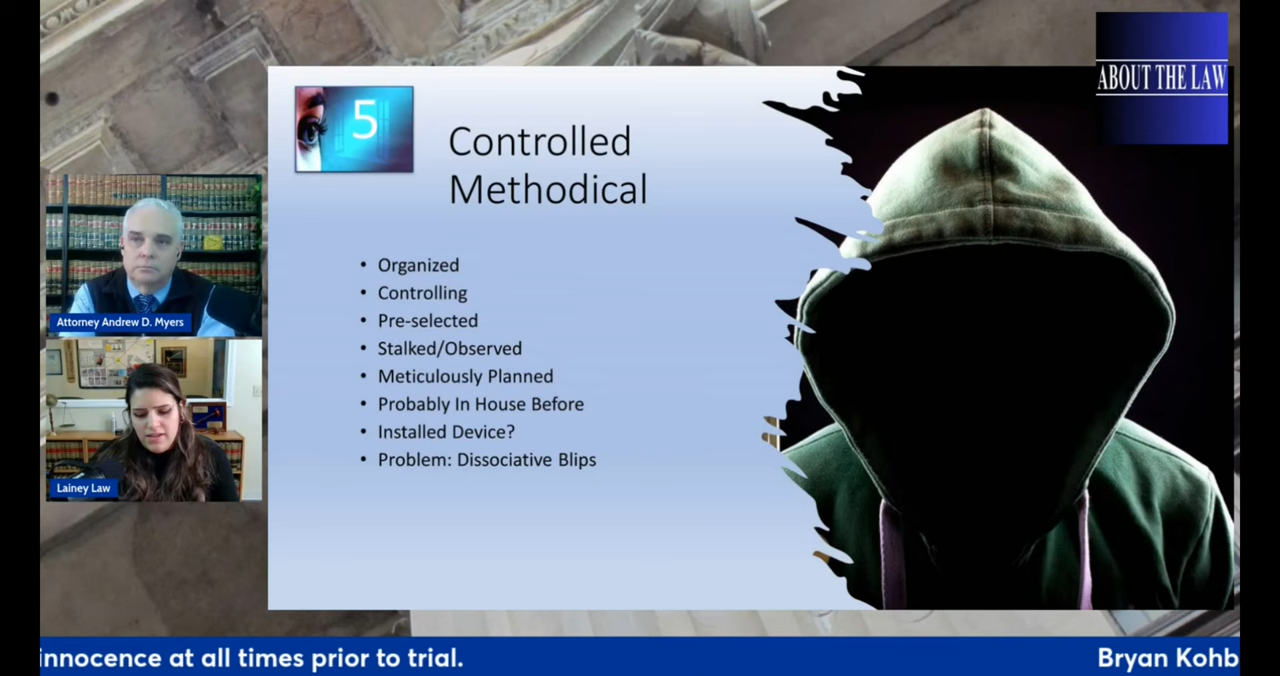 ABOUT THE LAW
5
Controlled
Methodical
• Organized
• Controlling
• Pre-selected
• Stalked/Observed
• Meticulously Planned
• Probably In House Before
• Installed Device?
• Problem: Dissociative Blips
Attorney Andrew D. Myers
Lainey Law
innocence at all times prior to trial.
Bryan Kohb